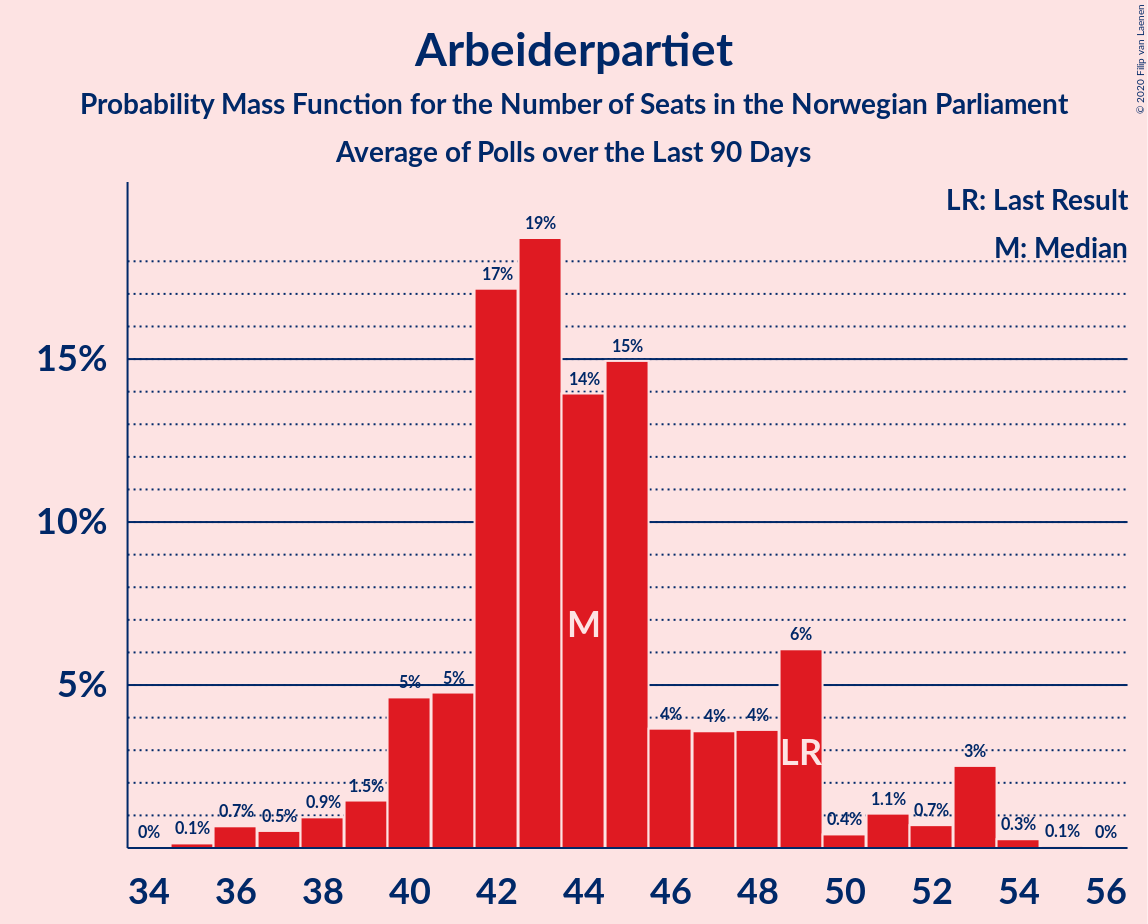 Arbeiderpartiet
Probability Mass Function for the Number of Seats in the Norwegian Parliament
Average of Polls over the Last 90 Days
© 2020 Filip van Laenen
LR: Last Result
M: Median
15%
10%
5%
0%
0.1%
0.7%
0.5%
0.9%
1.5%
5%
5%
17%
19%
14%
15%
4%
4%
4%
6%
0.4%
1.1%
0.7%
3%
0.3%
0.1%
0%
M
LR
34 36 38 40 42 44 46 48 50 52 54 56